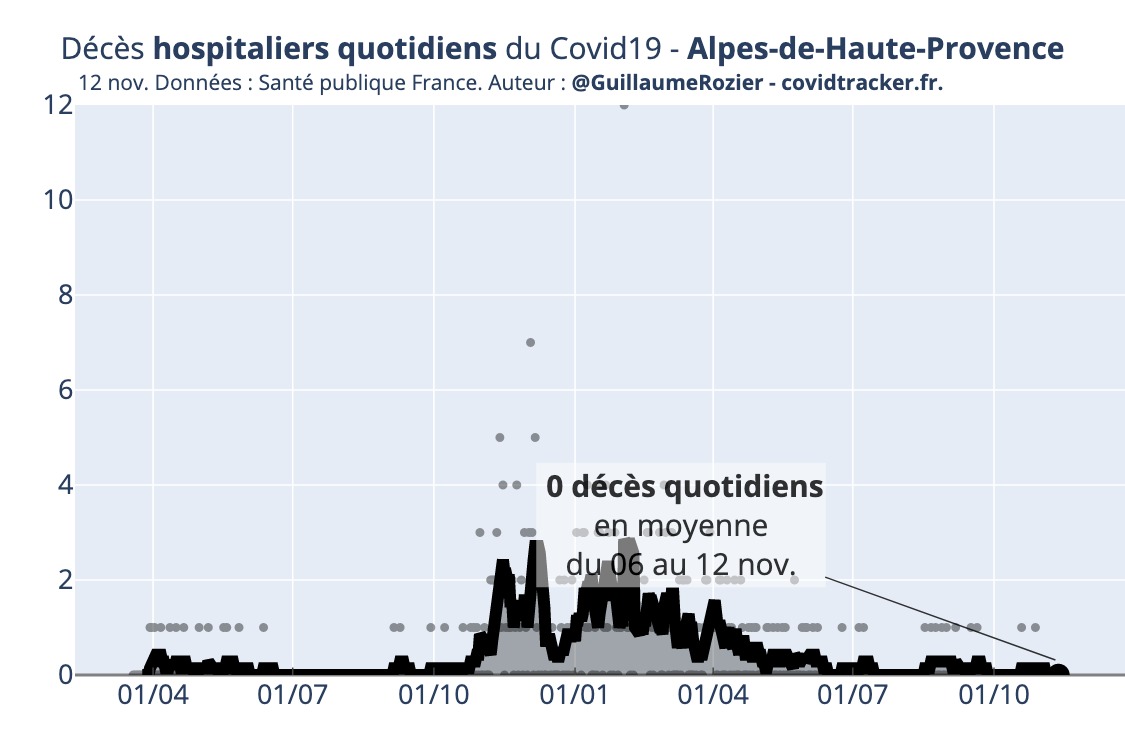 Décès hospitaliers quotidiens du Covid19 - Alpes-de-Haute-Provence
12 nov. Données : Santé publique France. Auteur : @GuillaumeRozier - covidtracker.fr.
12
10
8
6
4
2
0
0 décès quotidiens
en moyenne
du 06 au 12 nov.
01/04 01/07 01/10 01/01 01/04 01/07 01/10